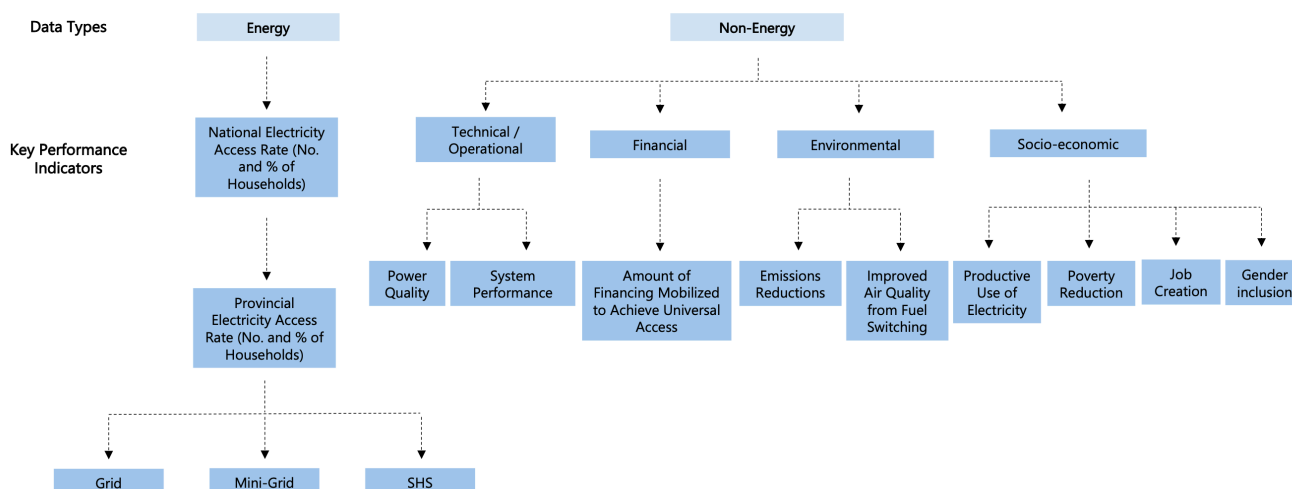 Data Types
Energy
Non-Energy
Key Performance
Indicators
National Electricity
Access Rate (No.
and % of
Households)
Technical /
Operational
Financial
Environmental
Socio-economic
Power
Quality
System
Performance
Amount of
Financing Mobilized
to Achieve Universal
Access
Emissions
Reductions
Improved
Air Quality
from Fuel
Switching
Productive
Use of
Electricity
Poverty
Reduction
Job
Creation
Gender
inclusion
Provincial
Electricity Access
Rate (No. and % of
Households)
Grid
Mini-Grid
SHS